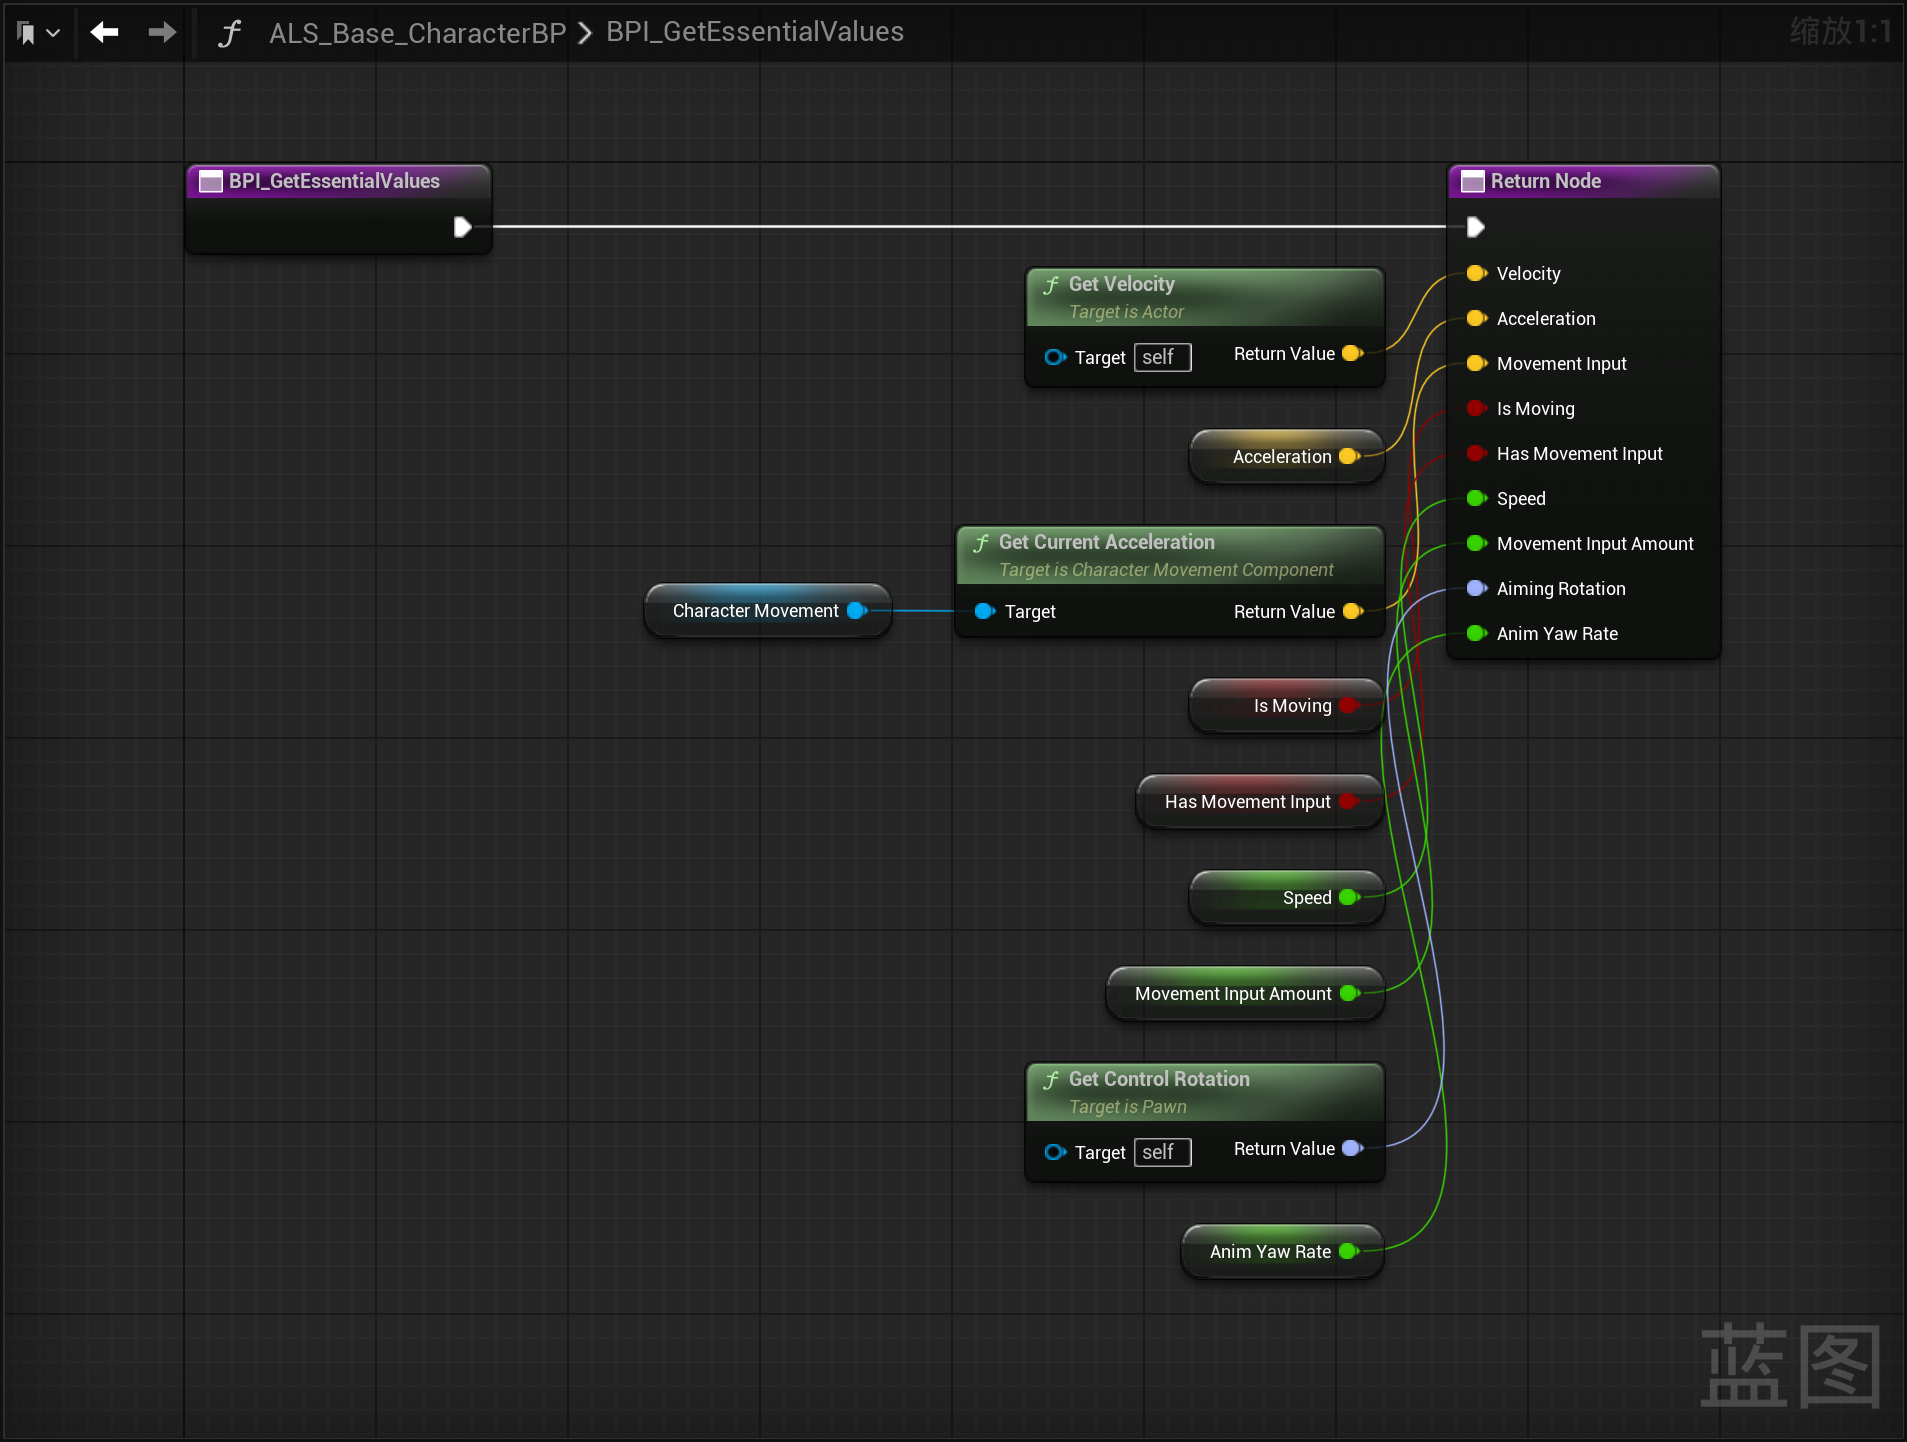 ALS_Base_CharacterBP > BPI_GetEssentialValues
缩放1:1
BPI_GetEssentialValues
Return Node
Velocity
Acceleration
Movement Input
Is Moving
Has Movement Input
Speed
Movement Input Amount
Aiming Rotation
Anim Yaw Rate
Get Velocity
Target is Actor
Target self Return Value
Acceleration
Get Current Acceleration
Target is Character Movement Component
Character Movement
Target Return Value
Is Moving
Has Movement Input
Speed
Movement Input Amount
Get Control Rotation
Target is Pawn
Target self Return Value
Anim Yaw Rate
蓝图